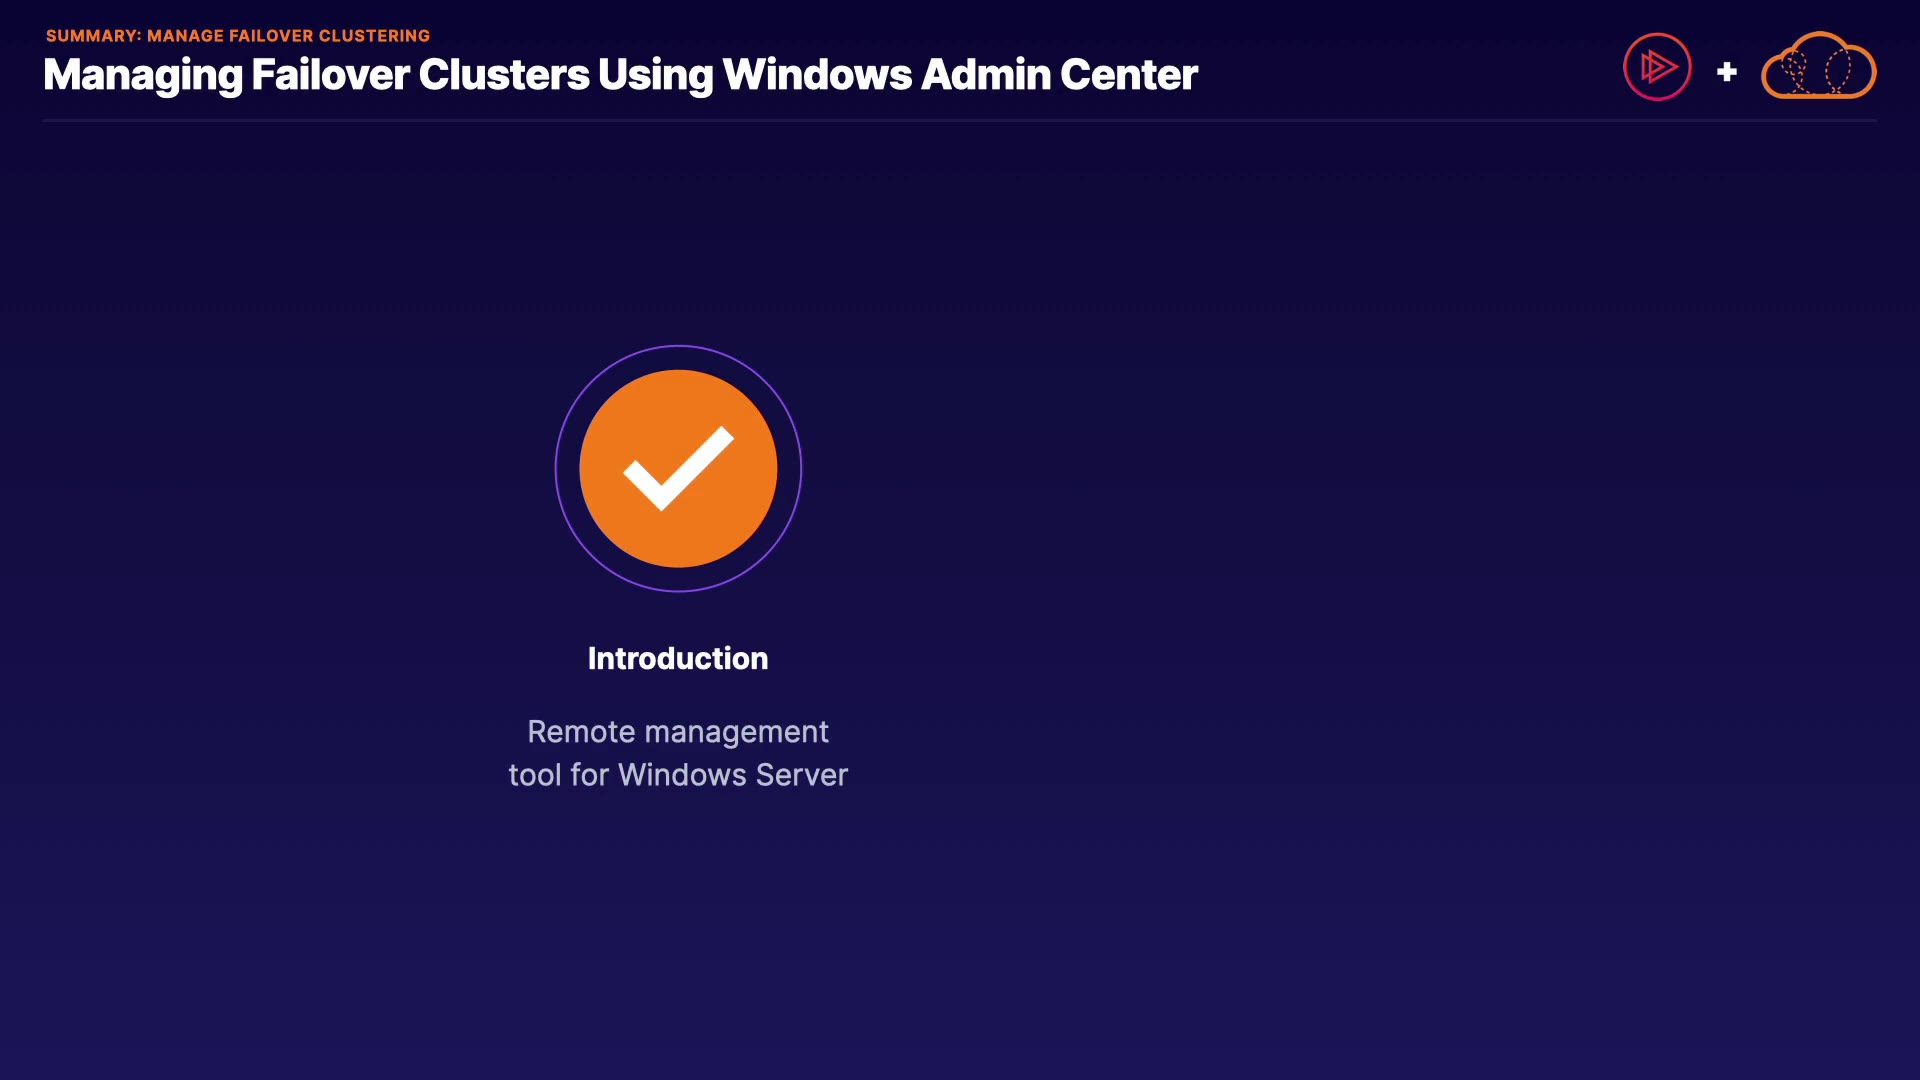 SUMMARY: MANAGE FAILOVER CLUSTERING
Managing Failover Clusters Using Windows Admin Center
+
Introduction
Remote management
tool for Windows Server